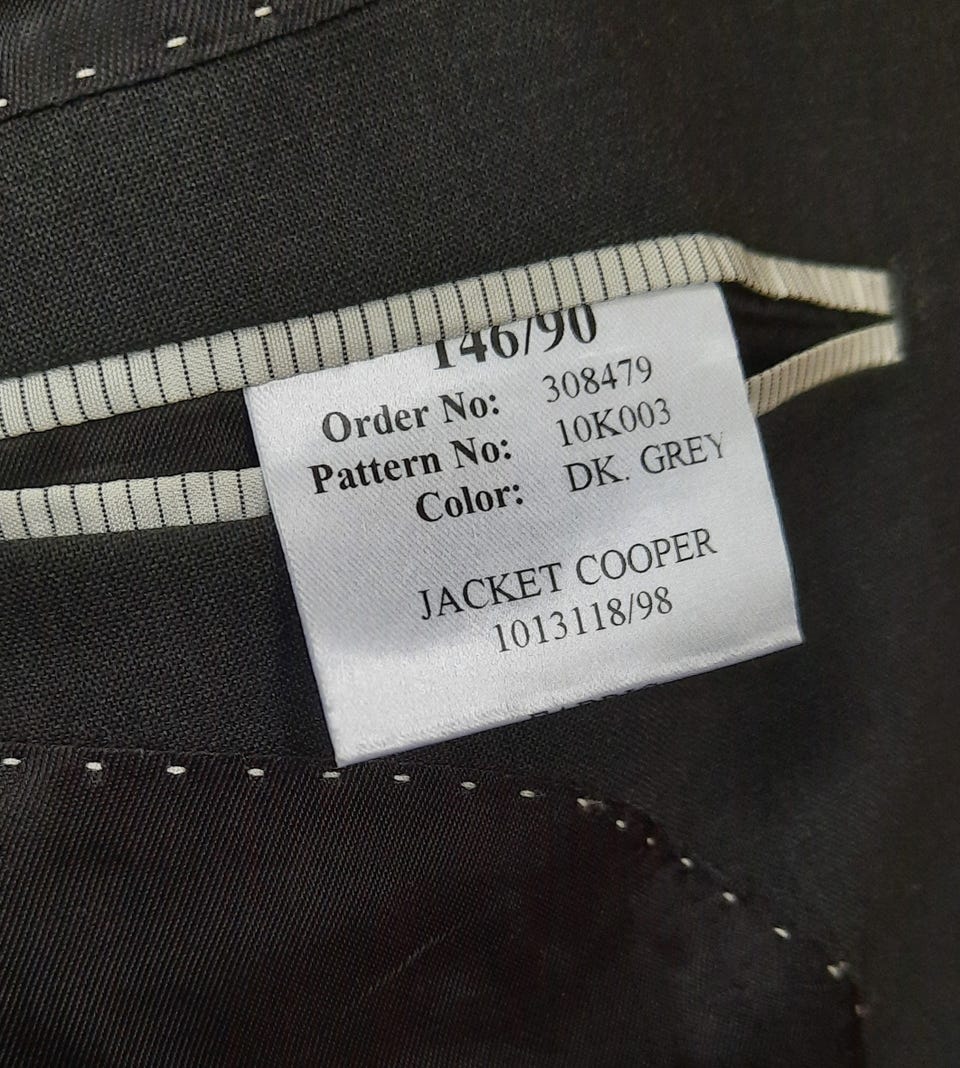 146/90
Order No: 308479
Pattern No: 10K003
Color: DK. GREY
JACKET COOPER
1013118/98